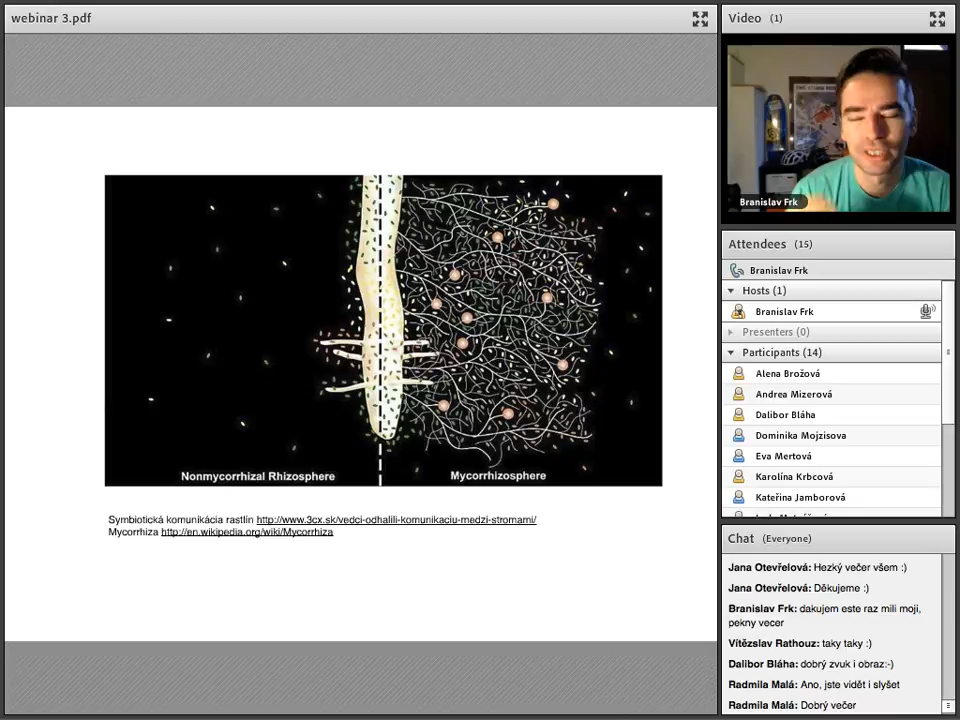 webinar 3.pdf
Nonmycorrhizal Rhizosphere
Mycorrhizosphere
Symbiotická komunikácia rastlín http://www.3cx.sk/vedci-odhalili-komunikaciu-medzi-stromami/
Mycorrhiza http://en.wikipedia.org/wiki/Mycorrhiza
Video (1)
Branislav Frk
Attendees (15)
Branislav Frk
Hosts (1)
Branislav Frk
Presenters (0)
Participants (14)
Alena Brožová
Andrea Mizerová
Dalibor Bláha
Dominika Mojzisova
Eva Mertová
Karolína Krbcová
Kateřina Jamborová
Chat (Everyone)
Jana Otevřelová: Hezký večer všem :)
Jana Otevřelová: Děkujeme :)
Branislav Frk: dakujem este raz mili moji,
pekny vecer
Vítězslav Rathouz: taky taky :)
Dalibor Bláha: dobrý zvuk i obraz:-)
Radmila Malá: Ano, jste vidět i slyšet
Radmila Malá: Dobrý večer